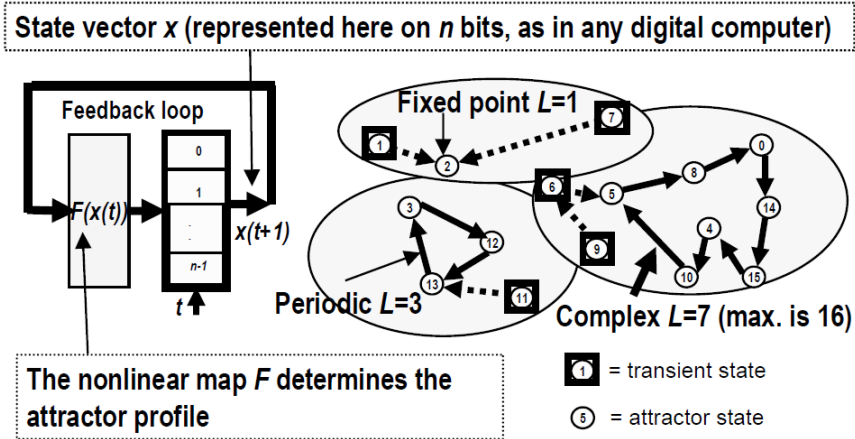 State vector x (represented here on n bits, as in any digital computer)
Feedback loop
F(x(t))
0
1
.
.
n-1
x(t+1)
t
Fixed point L=1
1
2
7
6
5
8
0
14
15
4
10
9
3
12
13
11
Periodic L=3
Complex L=7 (max. is 16)
The nonlinear map F determines the
attractor profile
1 = transient state
5 = attractor state